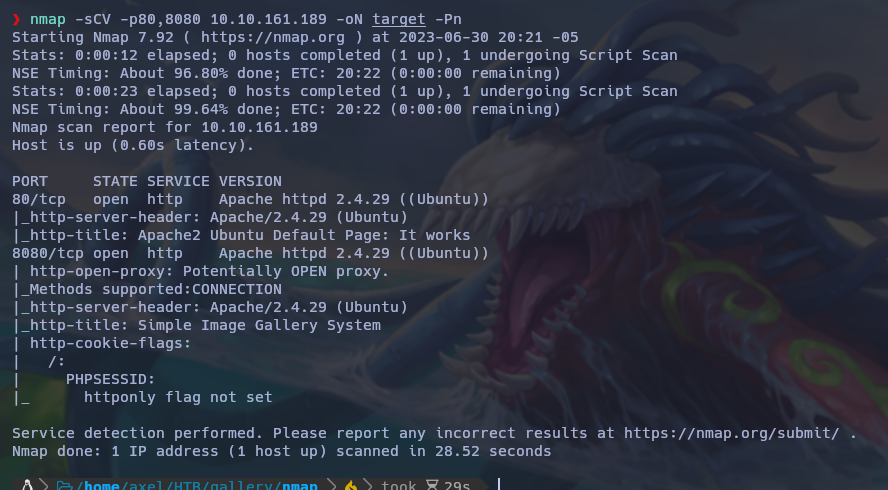 ❯ nmap -sCV -p80,8080 10.10.161.189 -oN target -Pn
Starting Nmap 7.92 ( https://nmap.org ) at 2023-06-30 20:21 -05
Stats: 0:00:12 elapsed; 0 hosts completed (1 up), 1 undergoing Script Scan
NSE Timing: About 96.80% done; ETC: 20:22 (0:00:00 remaining)
Stats: 0:00:23 elapsed; 0 hosts completed (1 up), 1 undergoing Script Scan
NSE Timing: About 99.64% done; ETC: 20:22 (0:00:00 remaining)
Nmap scan report for 10.10.161.189
Host is up (0.60s latency).

PORT     STATE SERVICE VERSION
80/tcp   open  http    Apache httpd 2.4.29 ((Ubuntu))
|_http-server-header: Apache/2.4.29 (Ubuntu)
|_http-title: Apache2 Ubuntu Default Page: It works
8080/tcp open  http    Apache httpd 2.4.29 ((Ubuntu))
| http-open-proxy: Potentially OPEN proxy.
|_Methods supported:CONNECTION
|_http-server-header: Apache/2.4.29 (Ubuntu)
|_http-title: Simple Image Gallery System
| http-cookie-flags:
|   /:
|     PHPSESSID:
|_      httponly flag not set

Service detection performed. Please report any incorrect results at https://nmap.org/submit/ .
Nmap done: 1 IP address (1 host up) scanned in 28.52 seconds

/home/axel/HTB/gallery/nmap took 29s